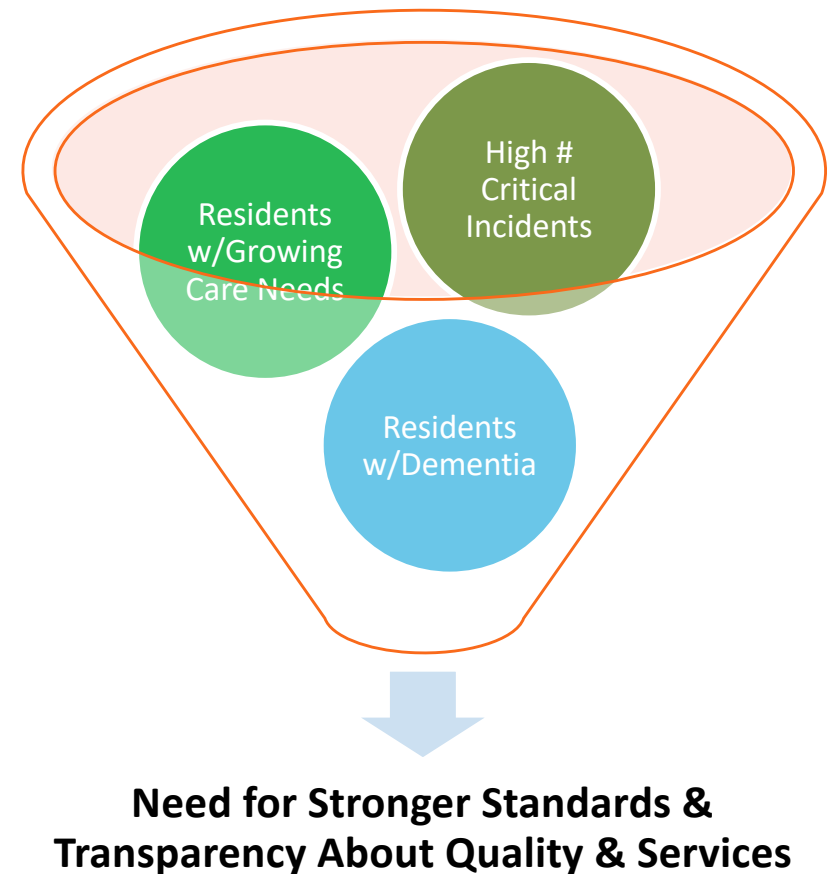 High #
Critical
Incidents
Residents
w/Growing
Care Needs
Residents
w/Dementia
Need for Stronger Standards &
Transparency About Quality & Services